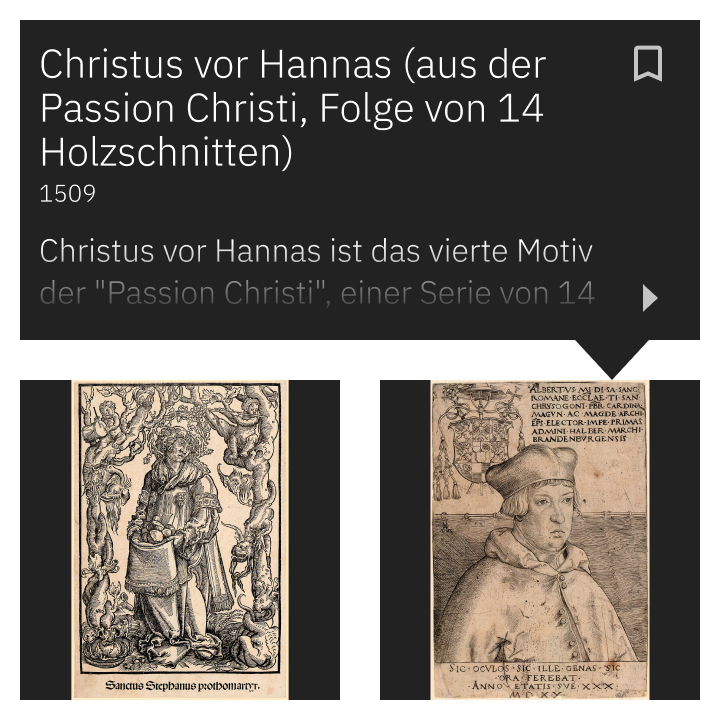 Christus vor Hannas (aus der
Passion Christi, Folge von 14
Holzschnitten)
1509
Christus vor Hannas ist das vierte Motiv
der "Passion Christi", einer Serie von 14
Sanctus Stephanus prothomartyr.
ALBERTVS·MI·DI·SA·SANC·
ROMANE·ECCLAE·TI·SAN·
CHRYSOGONI·PBR·CARDINA·
MAGVN·AC·MAGDE·ARCHI·
EPS·ELECTOR·IMPE·PRIMAS
ADMINI·HALBER·MARCHI·
BRANDENBVRGENSIS
SIC·OCVLOS·SIC·ILLE·GENAS·SIC·
ORA·FEREBAT·
ANNO·ETATIS·SVE·XXX·
M·D·XX·